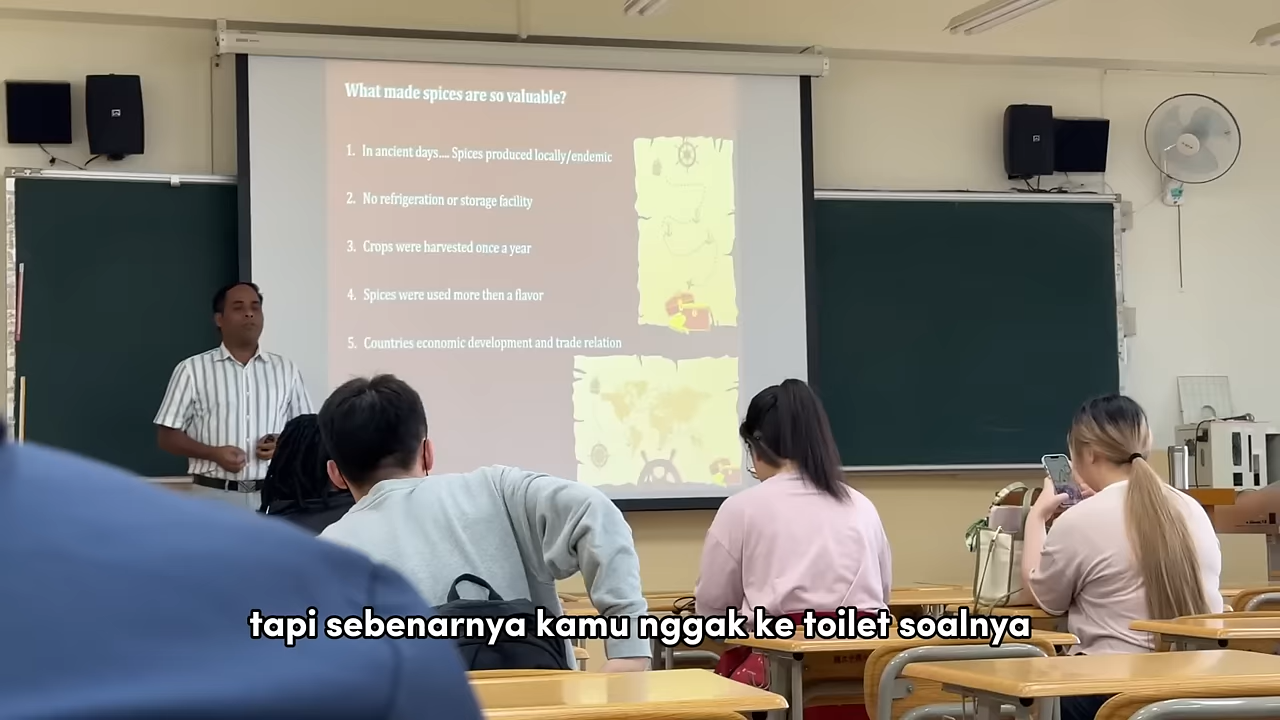 What made spices are so valuable?
1. In ancient days.... Spices produced locally/endemic
2. No refrigeration or storage facility
3. Crops were harvested once a year
4. Spices were used more then a flavor
5. Countries economic development and trade relation
tapi sebenarnya kamu nggak ke toilet soalnya